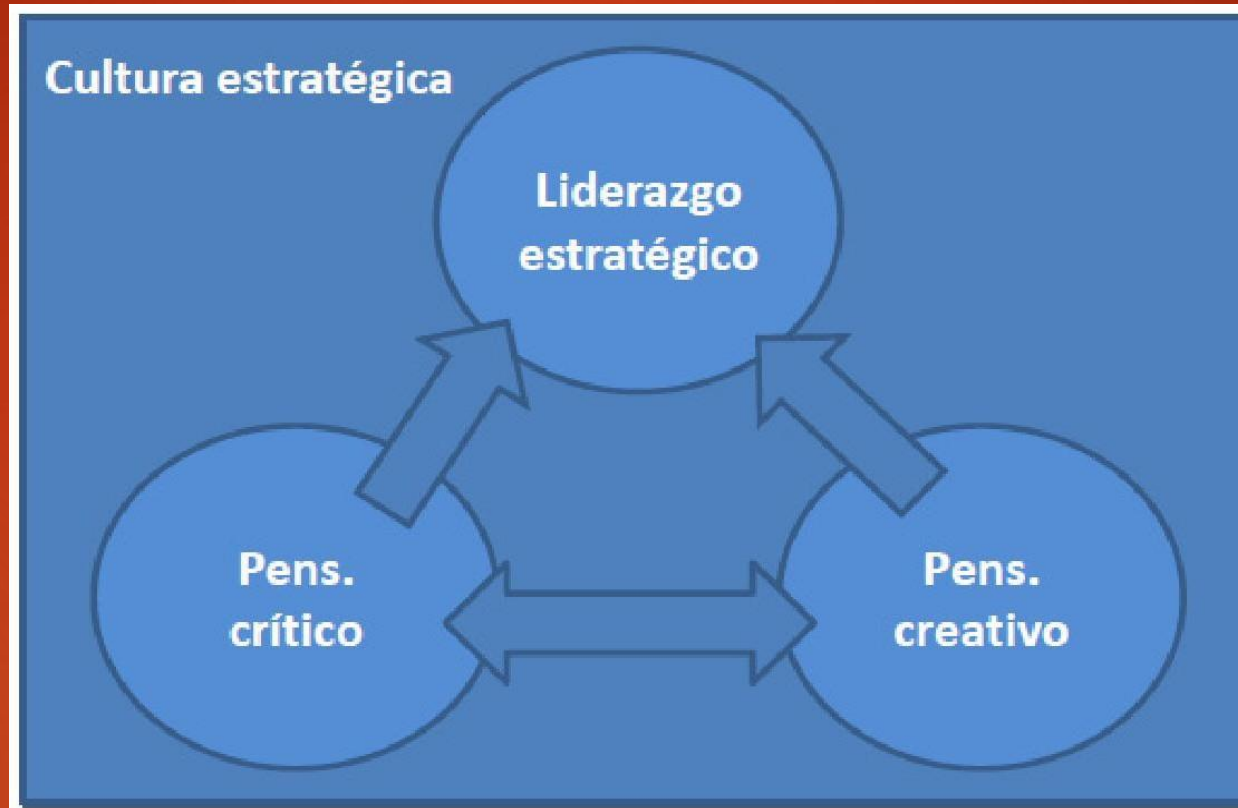 Cultura estratégica
Liderazgo
estratégico
Pens.
crítico
Pens.
creativo